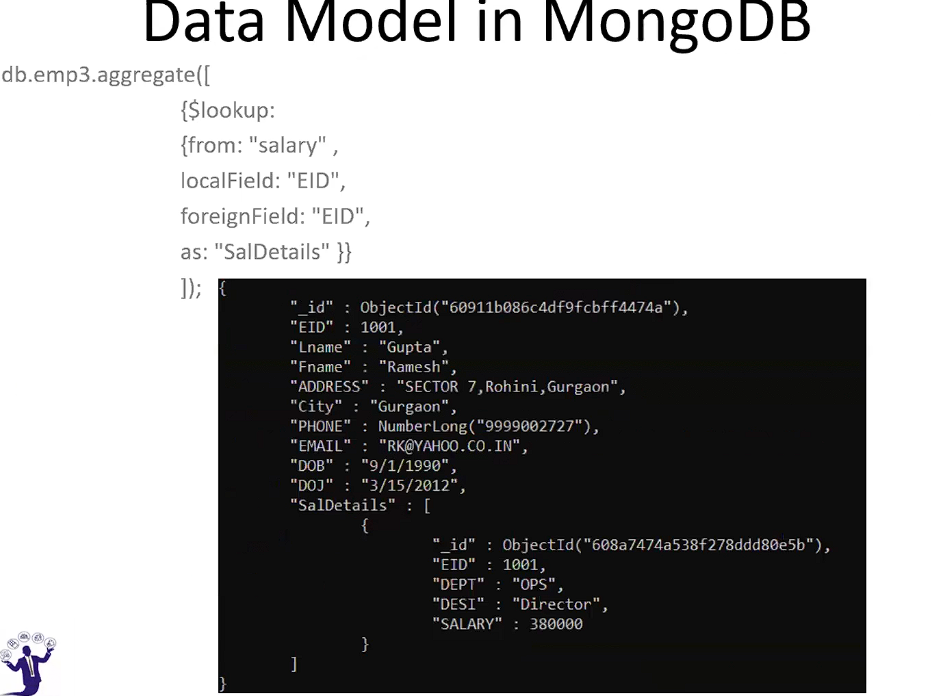 Data Model in MongoDB
db.emp3.aggregate([
{$lookup:
{from: "salary" ,
localField: "EID",
foreignField: "EID",
as: "SalDetails" }}
]);
{
"_id" : ObjectId("60911b086c4df9fcbff4474a"),
"EID" : 1001,
"Lname" : "Gupta",
"Fname" : "Ramesh",
"ADDRESS" : "SECTOR 7,Rohini,Gurgaon",
"City" : "Gurgaon",
"PHONE" : NumberLong("9999002727"),
"EMAIL" : "RK@YAHOO.CO.IN",
"DOB" : "9/1/1990",
"DOJ" : "3/15/2012",
"SalDetails" : [
{
"_id" : ObjectId("608a7474a538f278ddd80e5b"),
"EID" : 1001,
"DEPT" : "OPS",
"DESI" : "Director",
"SALARY" : 380000
}
]
}